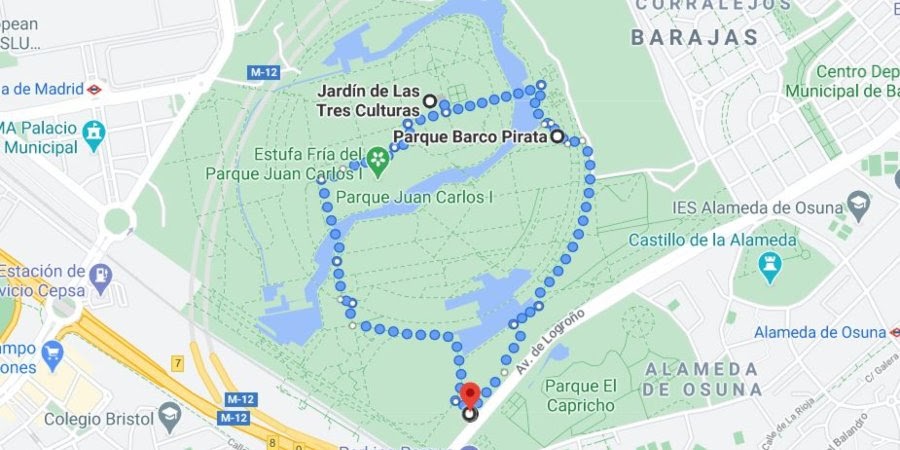 CORRALEJOS
BARAJAS
M-12
Jardín de Las
Tres Culturas
Parque Barco Pirata
Centro Dep
Municipal de Ba
opean
SLU...
a de Madrid
MA Palacio
Municipal
Estufa Fría del
Parque Juan Carlos I
Parque Juan Carlos I
IES Alameda de Osuna
Castillo de la Alameda
Estación de
vicio Cepsa
Av. de Logroño
Alameda de Osuna
ALAMEDA
DE OSUNA
Parque El
Capricho
C/ Galera
Calle de La Rioja
7
M-12
M-12
8
9
ampo
ones
Colegio Bristol